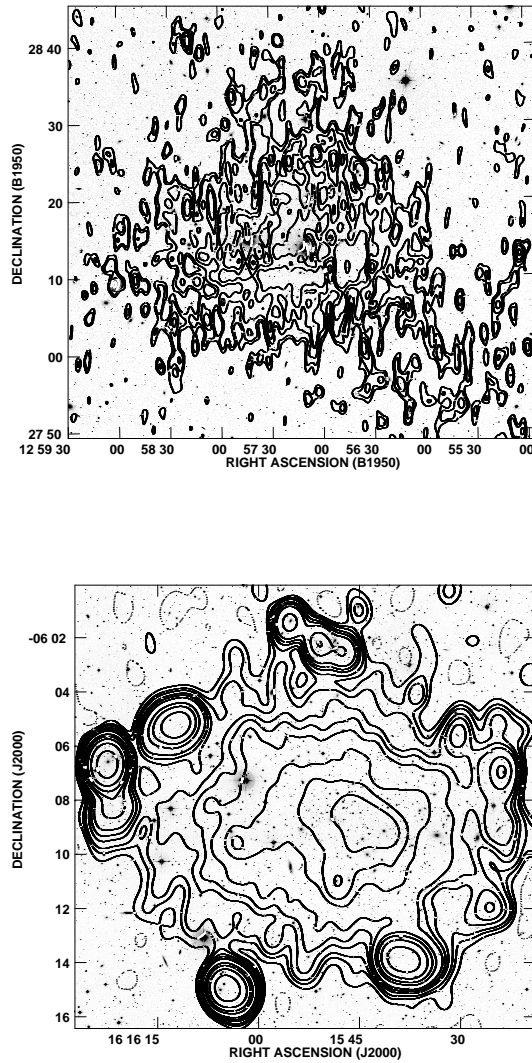 28 40
30
20
10
00
27 50
DECLINATION (B1950)
12 59 30 00 58 30 00 57 30 00 56 30 00 55 30 00
RIGHT ASCENSION (B1950)
-06 02
04
06
08
10
12
14
16
DECLINATION (J2000)
16 16 15 00 15 45 30
RIGHT ASCENSION (J2000)